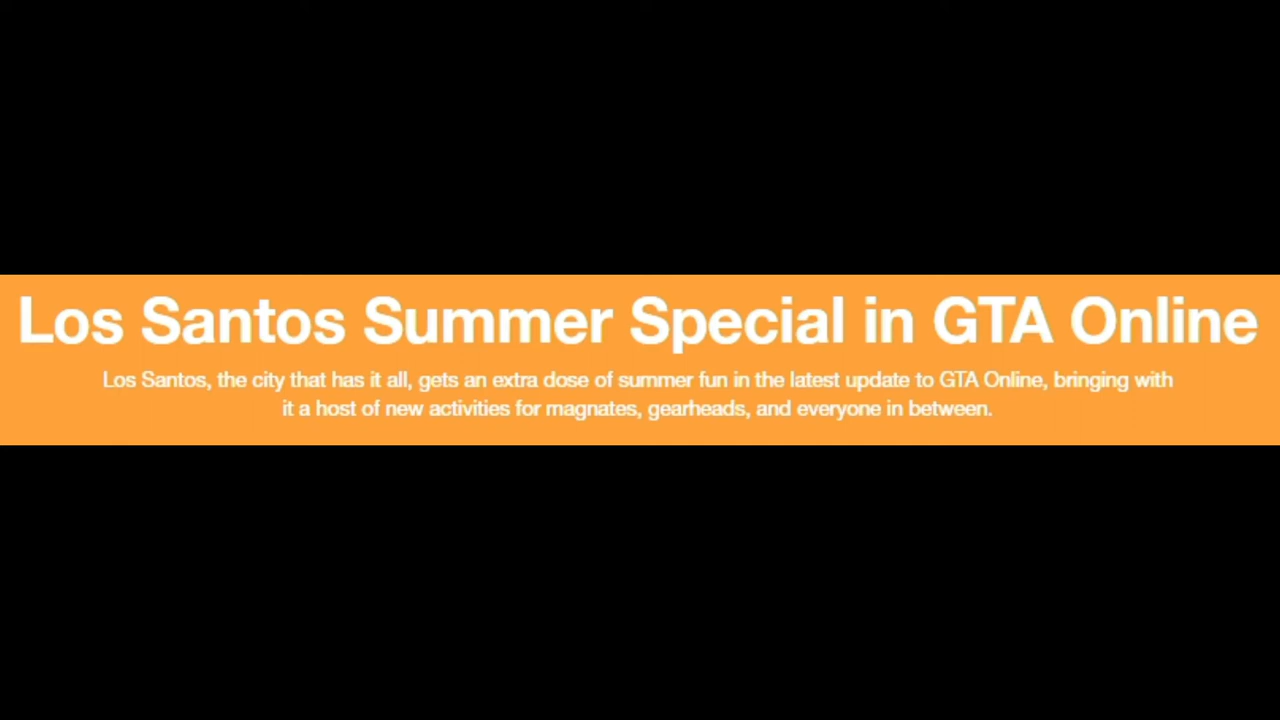 Los Santos Summer Special in GTA Online
Los Santos, the city that has it all, gets an extra dose of summer fun in the latest update to GTA Online, bringing with
it a host of new activities for magnates, gearheads, and everyone in between.